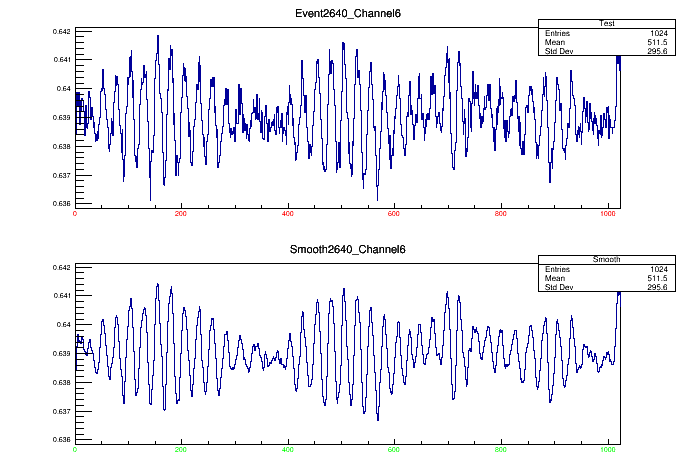 Event2640_Channel6
Test
Entries 1024
Mean 511.5
Std Dev 295.6
0.642
0.641
0.64
0.639
0.638
0.637
0.636
0 200 400 600 800 1000
Smooth2640_Channel6
Smooth
Entries 1024
Mean 511.5
Std Dev 295.6
0.642
0.641
0.64
0.639
0.638
0.637
0.636
0 200 400 600 800 1000